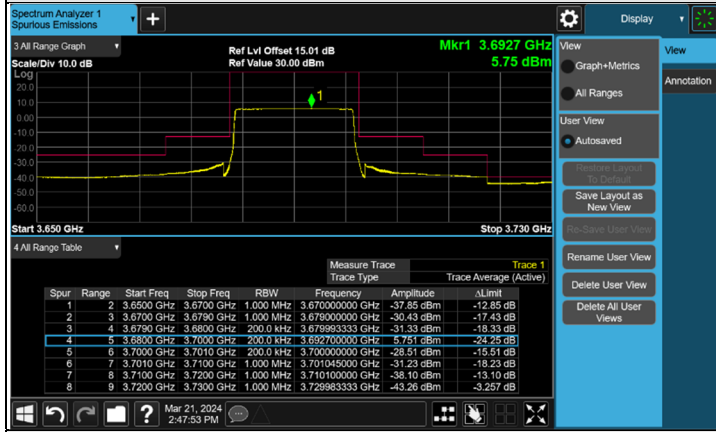 Spectrum Analyzer 1
Spurious Emissions
+
Display
3 All Range Graph
Ref Lvl Offset 15.01 dB
Mkr1 3.6927 GHz
Scale/Div 10.0 dB
Ref Value 30.00 dBm
5.75 dBm
Log
20.0
10.0
0.00
-10.0
-20.0
-30.0
-40.0
-50.0
-60.0
1
Start 3.650 GHz
Stop 3.730 GHz
4 All Range Table
Measure Trace Trace 1
Trace Type Trace Average (Active)
Spur Range Start Freq Stop Freq RBW Frequency Amplitude ΔLimit
1 2 3.6500 GHz 3.6700 GHz 1.000 MHz 3.670000000 GHz -37.85 dBm -12.85 dB
2 3 3.6700 GHz 3.6790 GHz 1.000 MHz 3.679000000 GHz -30.43 dBm -17.43 dB
3 4 3.6790 GHz 3.6800 GHz 200.0 kHz 3.679993333 GHz -31.33 dBm -18.33 dB
4 5 3.6800 GHz 3.7000 GHz 200.0 kHz 3.692700000 GHz 5.751 dBm -24.25 dB
5 6 3.7000 GHz 3.7010 GHz 200.0 kHz 3.700000000 GHz -28.51 dBm -15.51 dB
6 7 3.7010 GHz 3.7100 GHz 1.000 MHz 3.701045000 GHz -31.23 dBm -18.23 dB
7 8 3.7100 GHz 3.7200 GHz 1.000 MHz 3.710100000 GHz -38.10 dBm -13.10 dB
8 9 3.7200 GHz 3.7300 GHz 1.000 MHz 3.729983333 GHz -43.26 dBm -3.257 dB
?
Mar 21, 2024
2:47:53 PM
View
Graph+Metrics
All Ranges
User View
Autosaved
Restore Layout
To Default
Save Layout as
New View
Re-Save User View
Rename User View
Delete User View
Delete All User
Views
View
Annotation